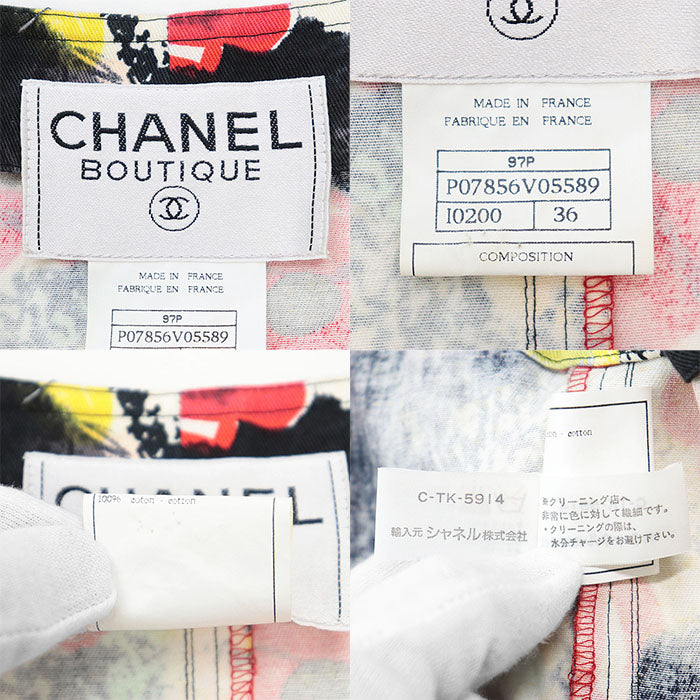 CHANEL
BOUTIQUE
MADE IN FRANCE
FABRIQUE EN FRANCE
97P
P07856V05589
MADE IN FRANCE
FABRIQUE EN FRANCE
97P
P07856V05589
I0200 36
COMPOSITION
100% coton - cotton
- cotton
C-TK-5914
輸入元 シャネル株式会社
クリーニング店へ
非常に色に対して繊細です。
・クリーニングの際は、
水分チャージをお避け下さい。